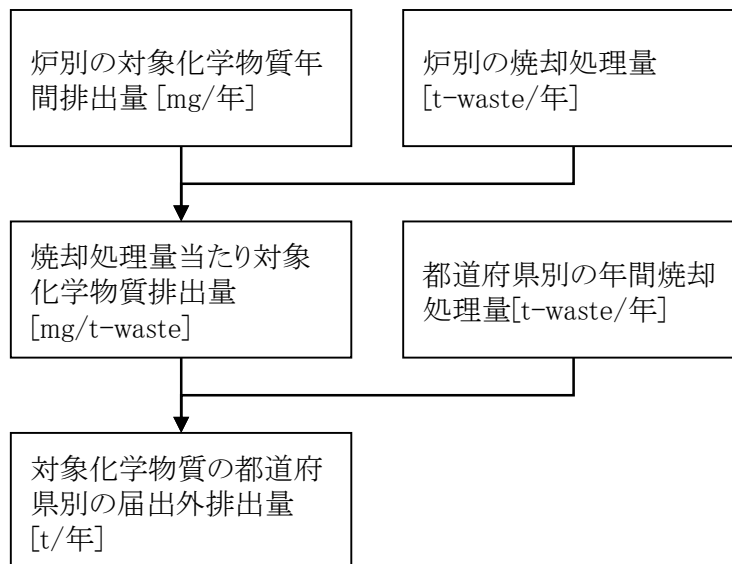 炉別の対象化学物質年
間排出量 [mg/年]
炉別の焼却処理量
[t-waste/年]
焼却処理量当たり対象
化学物質排出量
[mg/t-waste]
都道府県別の年間焼却
処理量[t-waste/年]
対象化学物質の都道府
県別の届出外排出量
[t/年]